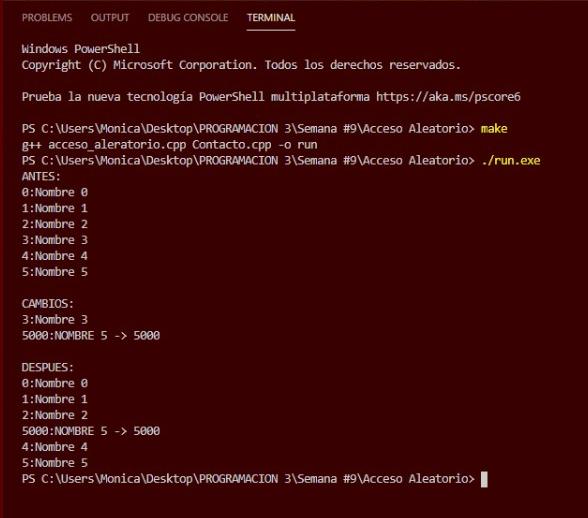 PROBLEMS OUTPUT DEBUG CONSOLE TERMINAL
Windows PowerShell
Copyright (C) Microsoft Corporation. Todos los derechos reservados.
Prueba la nueva tecnología PowerShell multiplataforma https://aka.ms/pscore6
PS C:\Users\Monica\Desktop\PROGRAMACION 3\Semana #9\Acceso Aleatorio> make
g++ acceso_aleratorio.cpp Contacto.cpp -o run
PS C:\Users\Monica\Desktop\PROGRAMACION 3\Semana #9\Acceso Aleatorio> ./run.exe
ANTES:
0:Nombre 0
1:Nombre 1
2:Nombre 2
3:Nombre 3
4:Nombre 4
5:Nombre 5
CAMBIOS:
3:Nombre 3
5000:NOMBRE 5 -> 5000
DESPUES:
0:Nombre 0
1:Nombre 1
2:Nombre 2
5000:NOMBRE 5 -> 5000
4:Nombre 4
5:Nombre 5
PS C:\Users\Monica\Desktop\PROGRAMACION 3\Semana #9\Acceso Aleatorio>